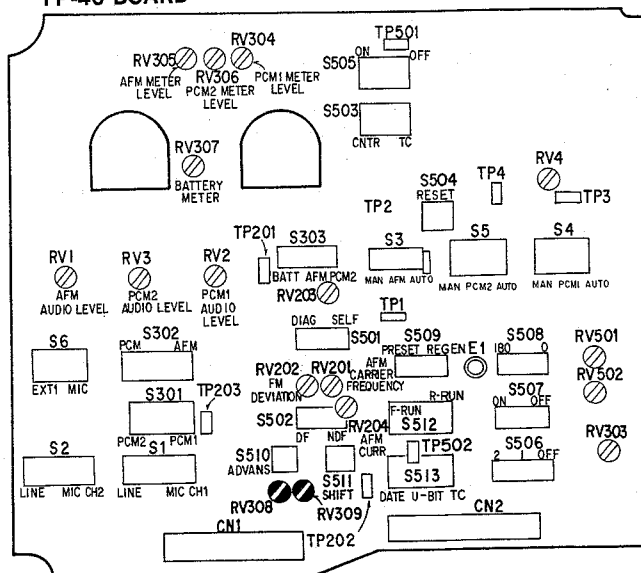 RV304
RV305
RV306
AFM METER
LEVEL
PCM2 METER
LEVEL
PCM1 METER
LEVEL
TP501
ON OFF
S505
S503
CNTR TC
RV307
BATTERY
METER
S504
RESET
TP2
TP4
RV4
TP3
TP201
S303
BATT AFM PCM2
S3
MAN AFM AUTO
S5
MAN PCM2 AUTO
S4
MAN PCM1 AUTO
RV1
AFM
AUDIO LEVEL
RV3
PCM2
AUDIO LEVEL
RV2
PCM1
AUDIO
LEVEL
RV203
TP1
DIAG SELF
S501
S6
EXT1 MIC
S302
PCM AFM
S509
PRESET REGEN
AFM
CARRIER
FREQUENCY
E1
S508
180 0
RV501
RV502
RV202
RV201
FM
DEVIATION
S301
PCM2 PCM1
TP203
S502
DF NDF
RV204
AFM
CURR
R-RUN
F-RUN
S512
S507
ON OFF
TP502
S506
2 1 OFF
RV303
S2
LINE MIC CH2
S1
LINE MIC CH1
S510
ADVANS
S511
SHIFT
S513
DATE U-BIT TC
RV308
RV309
CN1
TP202
CN2